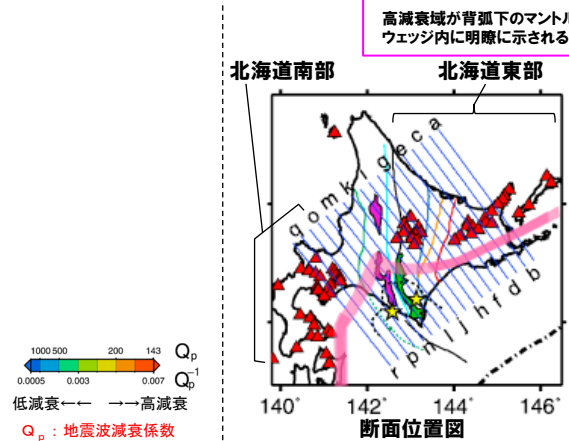 高減衰域が背弧下のマントル
ウェッジ内に明瞭に示される
北海道南部
北海道東部
g e c a
q o m k i
r p n l j h f d b
140° 142° 144° 146°
断面位置図
1000 500 200 143 Qp
0.0005 0.003 0.007 Qp⁻¹
低減衰←← →→高減衰
Qp：地震波減衰係数